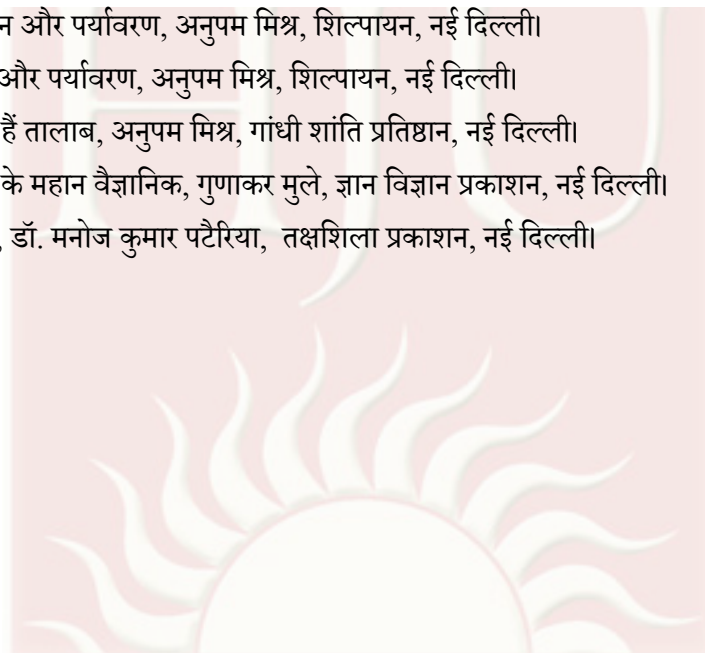 न और पर्यावरण, अनुपम मिश्र, शिल्पायन, नई दिल्ली।
और पर्यावरण, अनुपम मिश्र, शिल्पायन, नई दिल्ली।
हैं तालाब, अनुपम मिश्र, गांधी शांति प्रतिष्ठान, नई दिल्ली।
के महान वैज्ञानिक, गुणाकर मुले, ज्ञान विज्ञान प्रकाशन, नई दिल्ली।
, डॉ. मनोज कुमार पटैरिया, तक्षशिला प्रकाशन, नई दिल्ली।